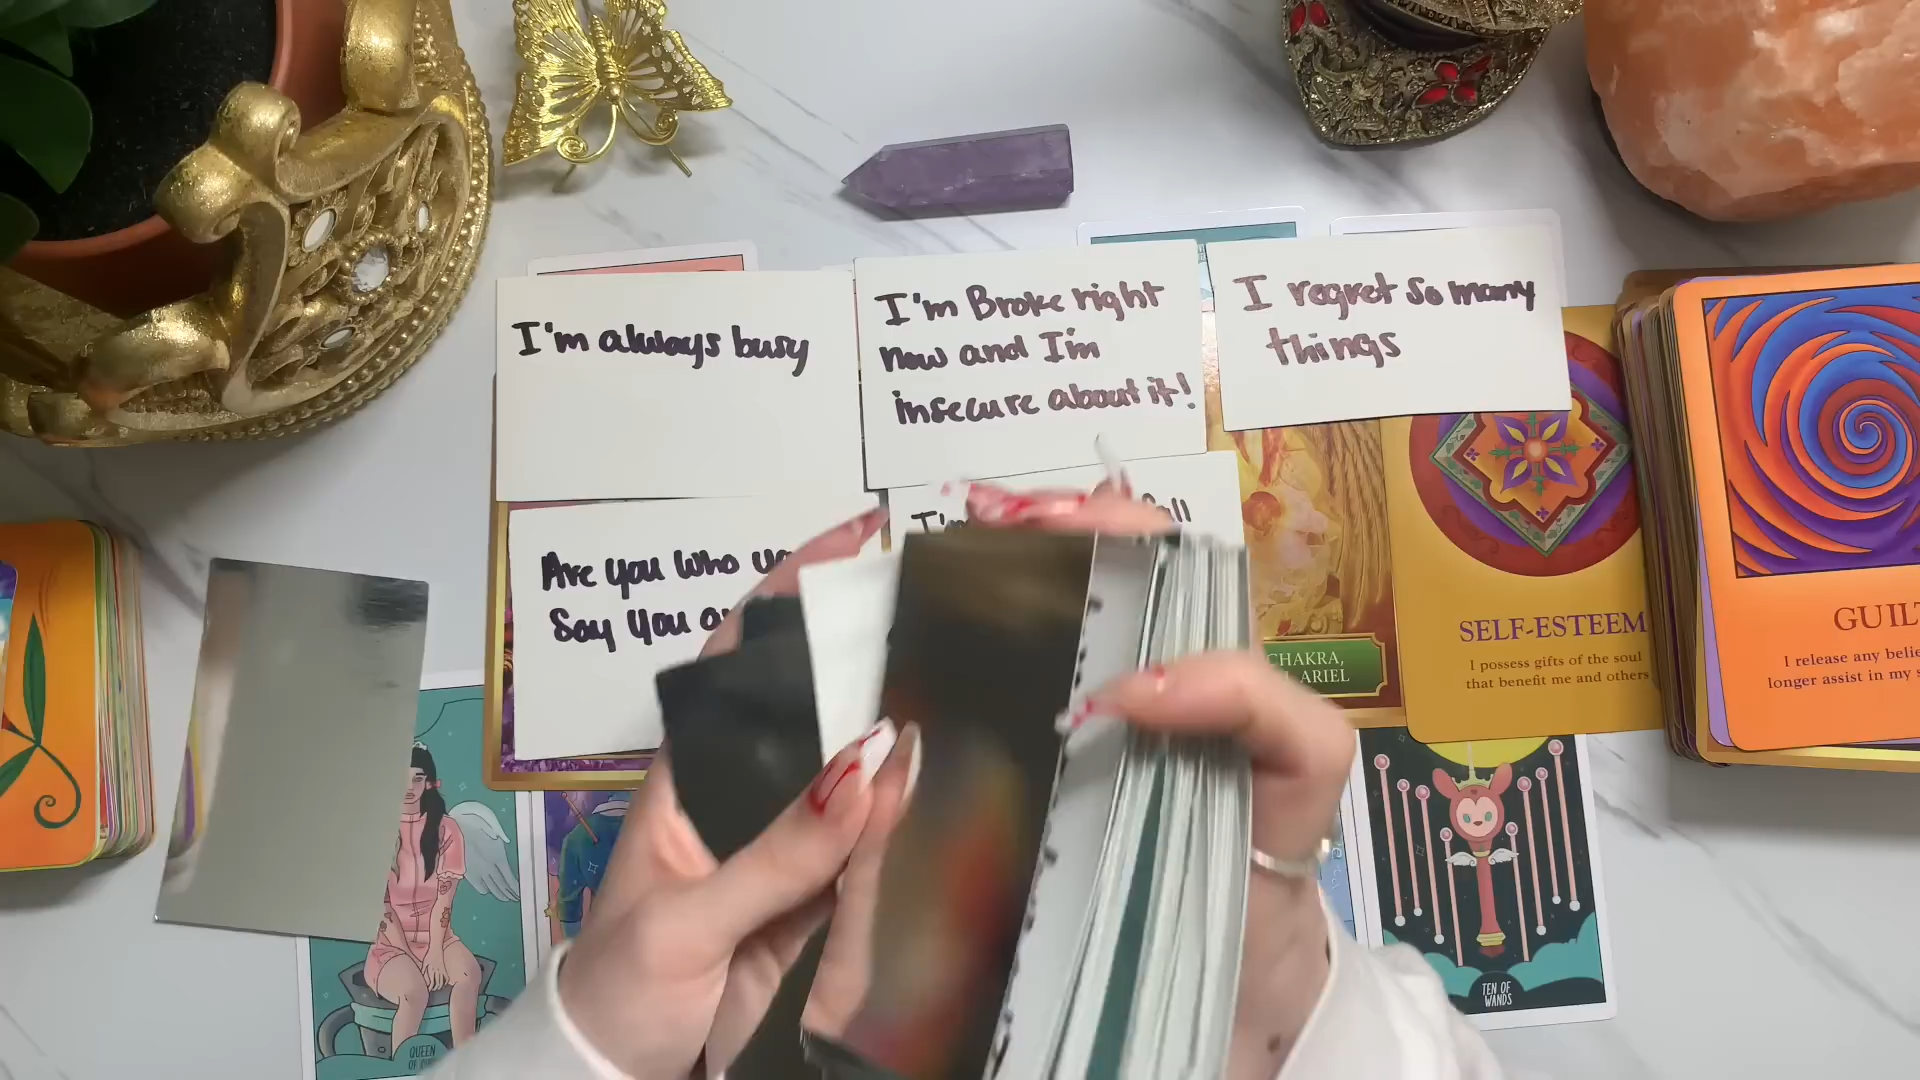 I'm always busy
I'm Broke right
now and I'm
insecure about it!
I regret so many
things
Are you who
Say you
I'm
CHAKRA,
ARIEL
SELF-ESTEEM
I possess gifts of the soul
that benefit me and others
I release any
longer assist in my
QUEEN
TEN OF
WANDS